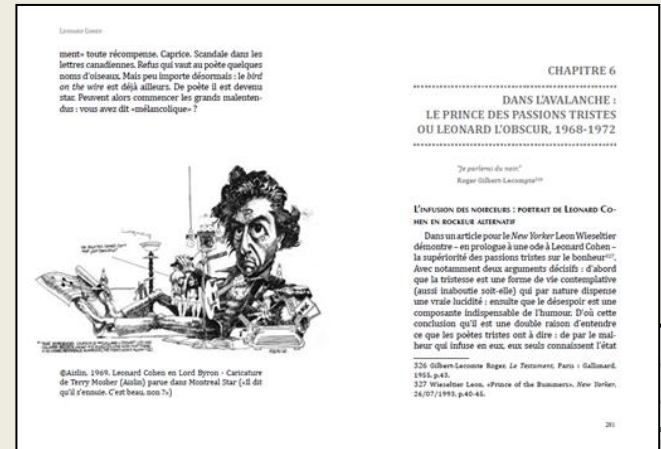 Leonard Cohen
ment» toute récompense. Caprice. Scandale dans les
lettres canadiennes. Refus qui vaut au poète quelques
noms d'oiseaux. Mais peu importe désormais : le bird
on the wire est déjà ailleurs. De poète il est devenu
star. Peuvent alors commencer les grands malenten-
dus : vous avez dit «mélancolique» ?
©Aislin, 1969. Leonard Cohen en Lord Byron - Caricature
de Terry Mosher (Aislin) parue dans Montreal Star («Il dit
qu'il s'ennuie. C'est beau, non ?»)
CHAPITRE 6
DANS L'AVALANCHE :
LE PRINCE DES PASSIONS TRISTES
OU LEONARD L'OBSCUR, 1968-1972
"Je parlerai du noir."
Roger Gilbert-Lecompte326
L'infusion des noirceurs : portrait de Leonard Co-
hen en rockeur alternatif
Dans un article pour le New Yorker Leon Wieseltier
démontre – en prologue à une ode à Leonard Cohen –
la supériorité des passions tristes sur le bonheur327.
Avec notamment deux arguments décisifs : d'abord
que la tristesse est une forme de vie contemplative
(aussi inaboutie soit-elle) qui par nature dispense
une vraie lucidité ; ensuite que le désespoir est une
composante indispensable de l'humour. D'où cette
conclusion qu'il est une double raison d'entendre
ce que les poètes tristes ont à dire : de par le mal-
heur qui infuse en eux, eux seuls connaissent l'état
326 Gilbert-Lecomte Roger, Le Testament, Paris : Gallimard,
1955, p.43.
327 Wieseltier Leon, «Prince of the Bummers», New Yorker,
26/07/1993, p.40-45.
281